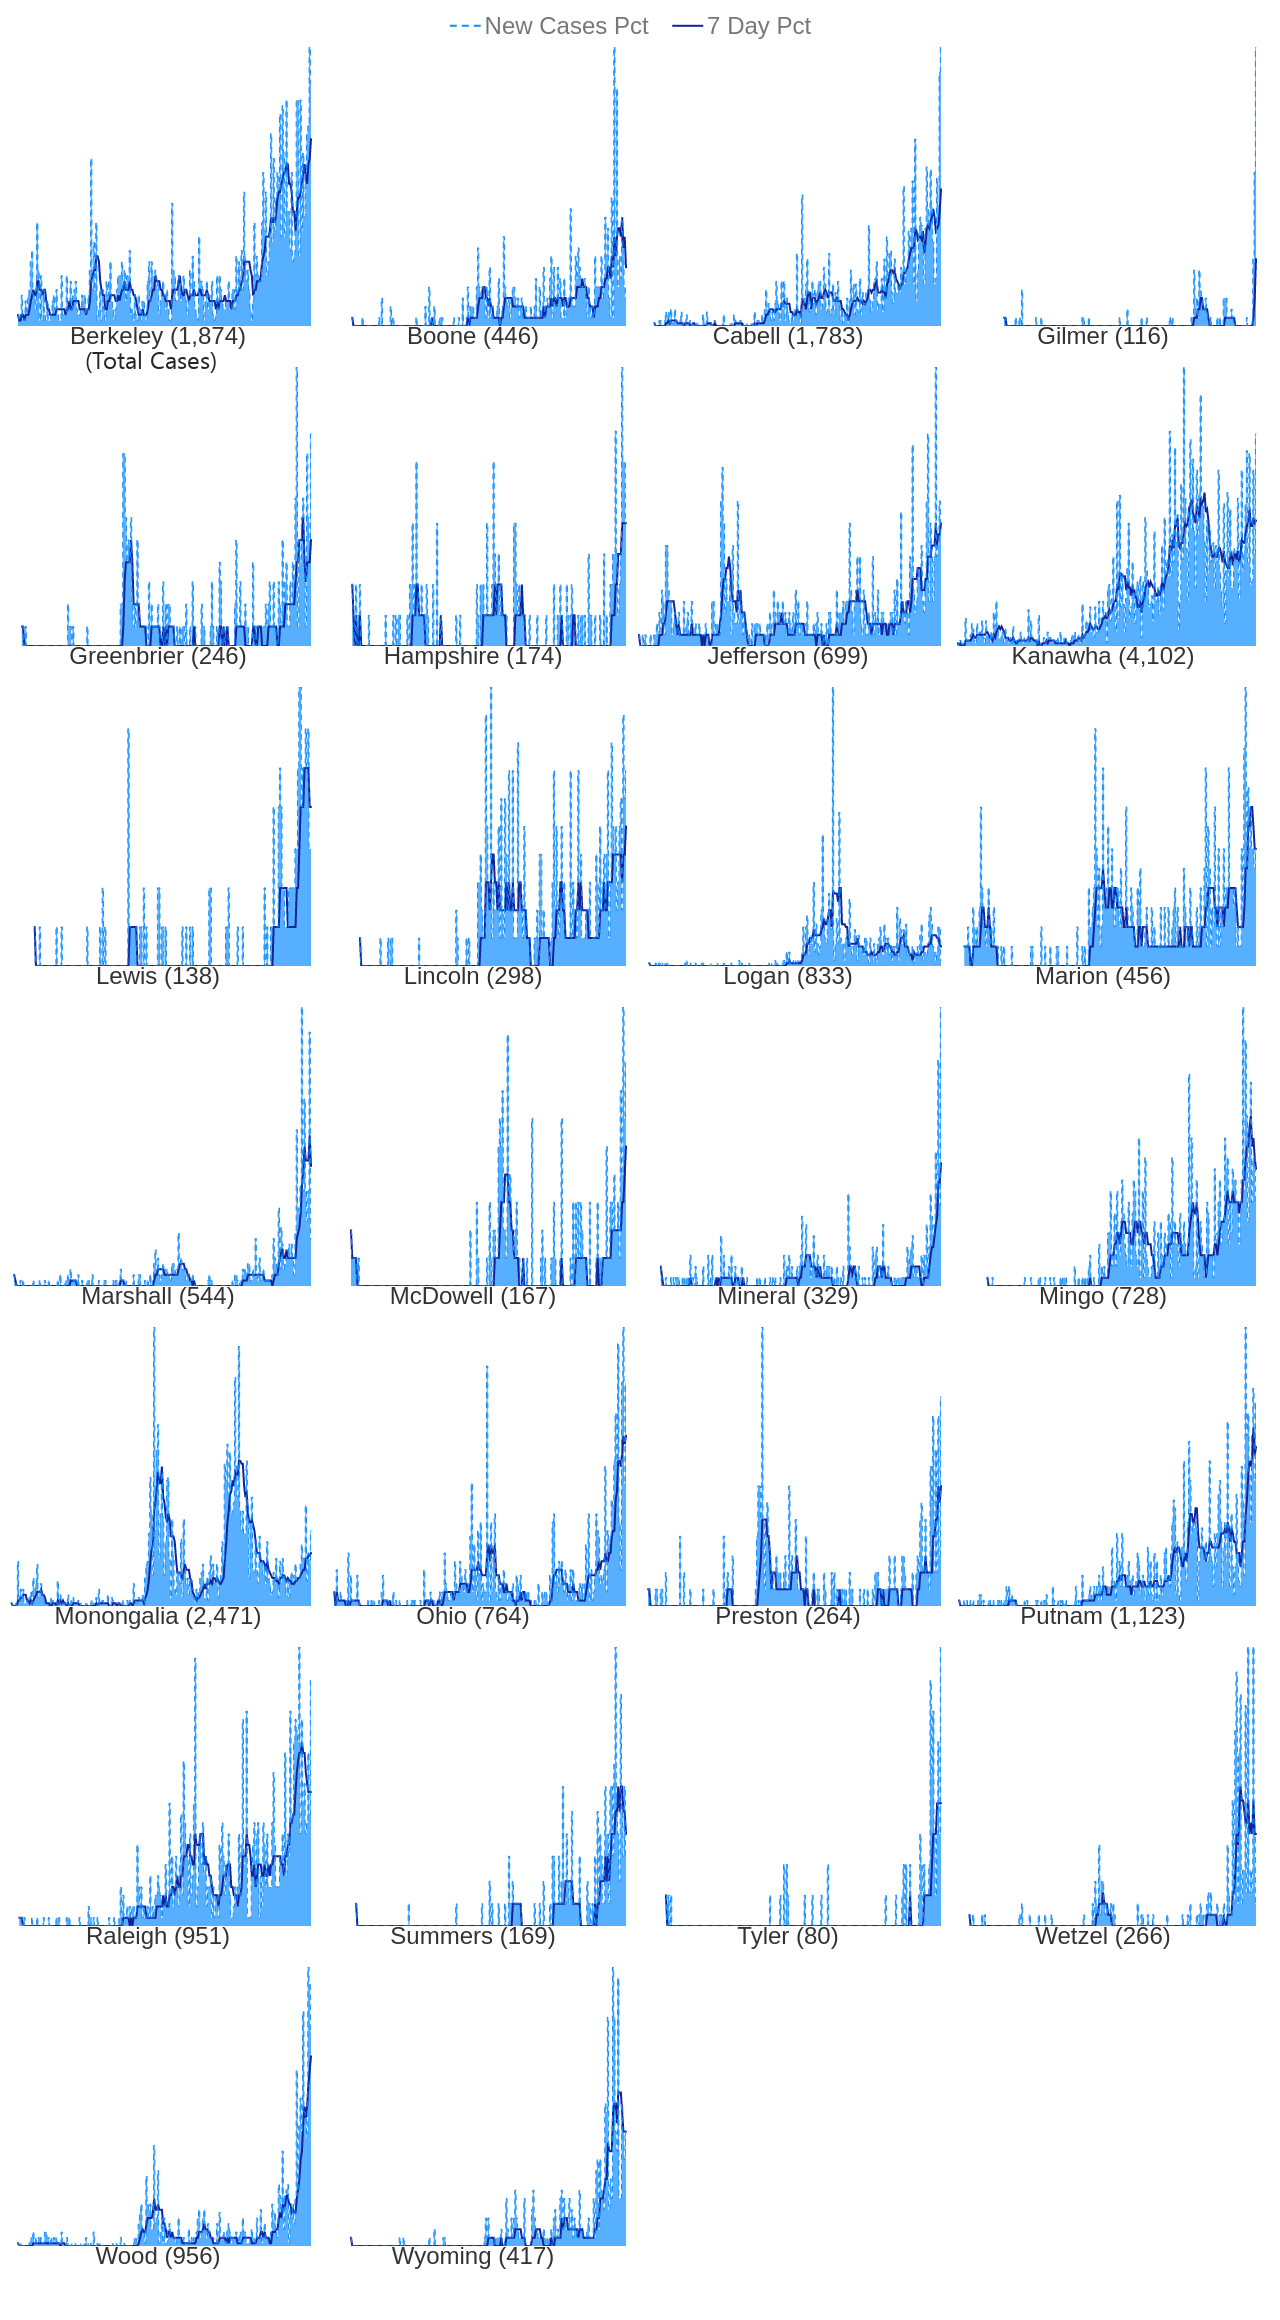 New Cases Pct 7 Day Pct
Berkeley (1,874) Boone (446) Cabell (1,783) Gilmer (116)
(Total Cases)
Greenbrier (246) Hampshire (174) Jefferson (699) Kanawha (4,102)
Lewis (138) Lincoln (298) Logan (833) Marion (456)
Marshall (544) McDowell (167) Mineral (329) Mingo (728)
Monongalia (2,471) Ohio (764) Preston (264) Putnam (1,123)
Raleigh (951) Summers (169) Tyler (80) Wetzel (266)
Wood (956) Wyoming (417)